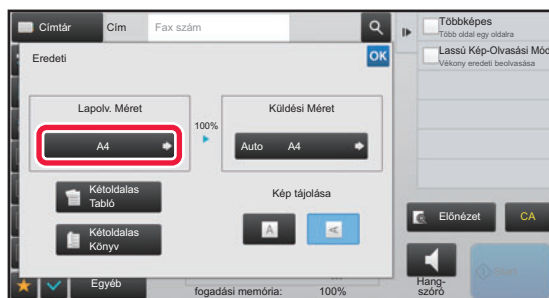 Címtár
Cím
Fax szám
Többképes
Több oldal egy oldalra
Lassú Kép-Olvasási Mód
Vékony eredeti beolvasása
Eredeti
OK
Lapolv. Méret
A4
100%
Küldési Méret
Auto A4
Kétoldalas
Tabló
Kétoldalas
Könyv
Kép tájolása
A
A
Előnézet
CA
Egyéb
fogadási memória: 100%
Hang-
szóró
Start